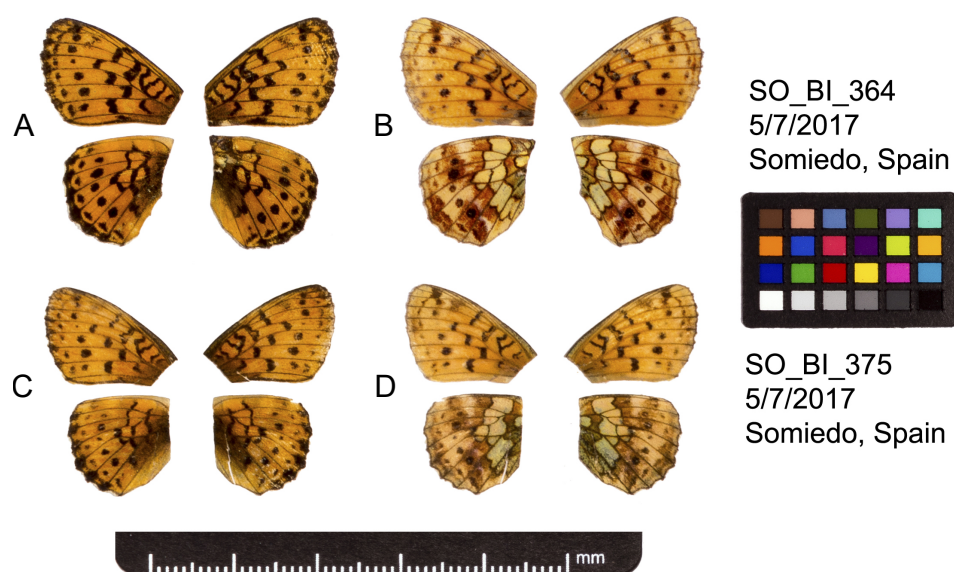 A
B
SO_BI_364
5/7/2017
Somiedo, Spain
C
D
SO_BI_375
5/7/2017
Somiedo, Spain
mm